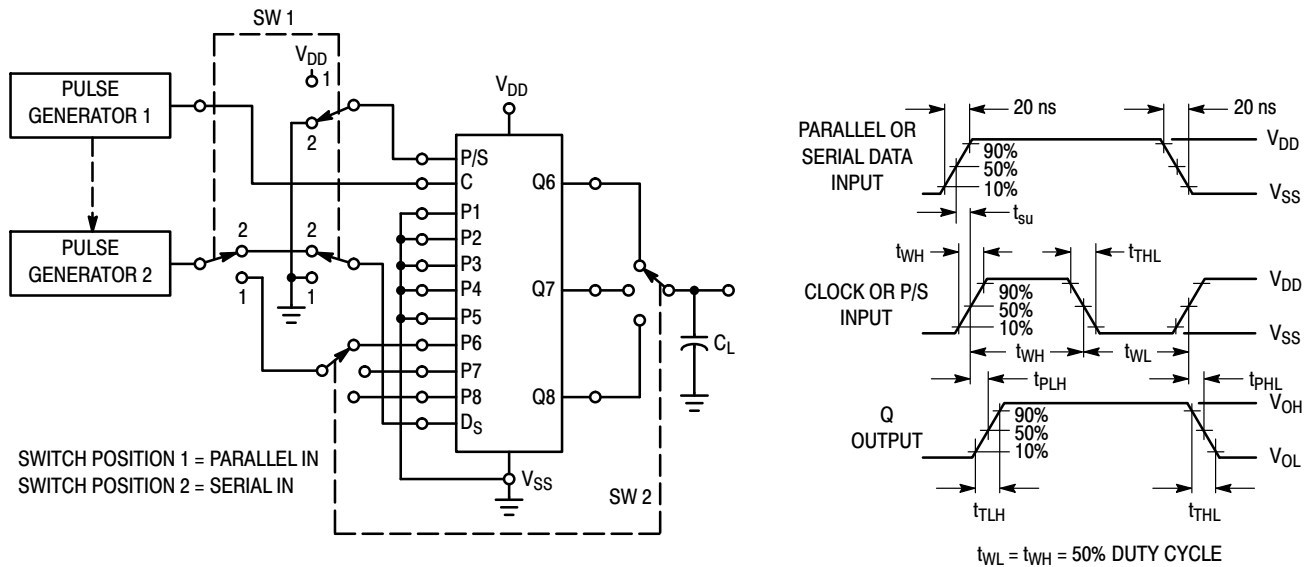 SW 1
VDD
1
PULSE
GENERATOR 1
2
VDD
P/S
C
P1
P2
P3
P4
P5
P6
P7
P8
DS
Q6
Q7
Q8
VSS
CL
2
2
PULSE
GENERATOR 2
1
1
SW 2
SWITCH POSITION 1 = PARALLEL IN
SWITCH POSITION 2 = SERIAL IN
20 ns
20 ns
PARALLEL OR
SERIAL DATA
INPUT
90%
50%
10%
VDD
VSS
tsu
tWH
tTHL
CLOCK OR P/S
INPUT
90%
50%
10%
VDD
VSS
tWH
tWL
tPLH
tPHL
Q
OUTPUT
90%
50%
10%
VOH
VOL
tTLH
tTHL
tWL = tWH = 50% DUTY CYCLE